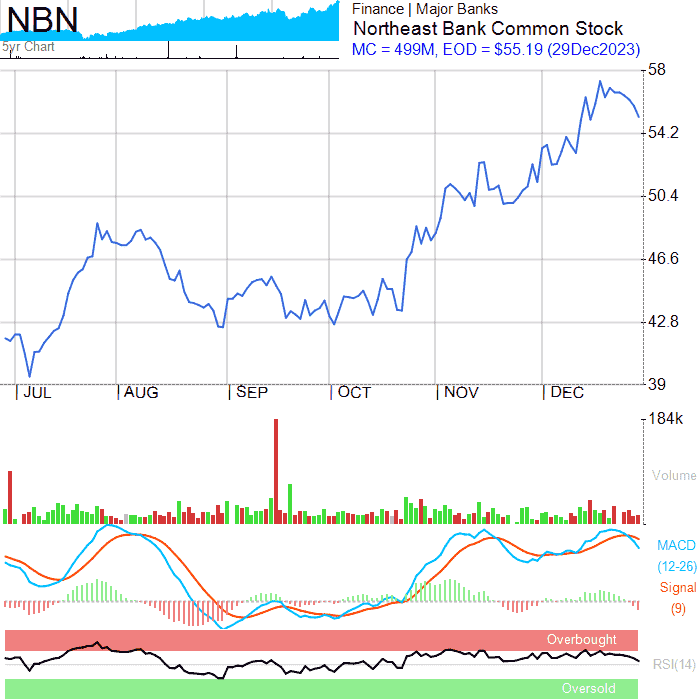 NBN
5yr Chart
Finance | Major Banks
Northeast Bank Common Stock
MC = 499M, EOD = $55.19 (29Dec2023)
58
54.2
50.4
46.6
42.8
39
JUL AUG SEP OCT NOV DEC
184k
Volume
MACD
(12-26)
Signal
(9)
Overbought
RSI(14)
Oversold